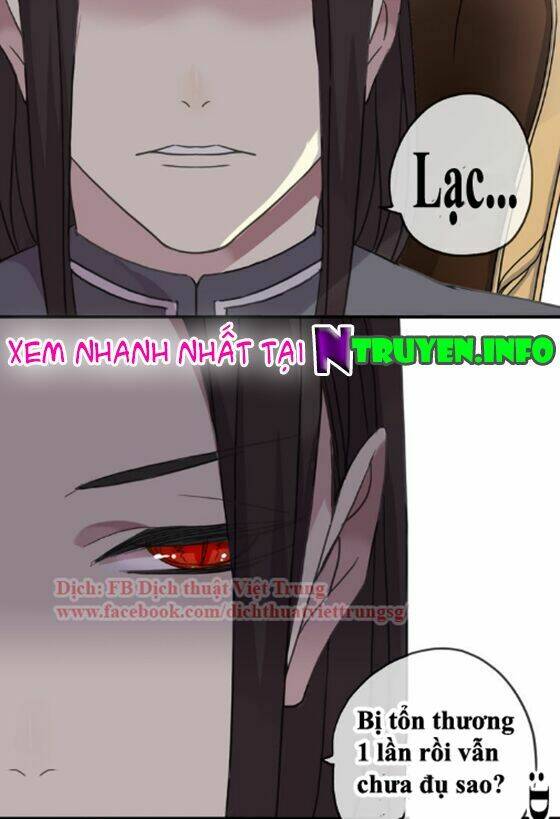 Lạc...
XEM NHANH NHẤT TẠI NTRUYEN.INFO
Dịch: FB Dịch thuật Việt Trung
www.facebook.com/dichthuatviettrungsg/
Bị tổn thương
1 lần rồi vẫn
chưa đụ sao?
:D